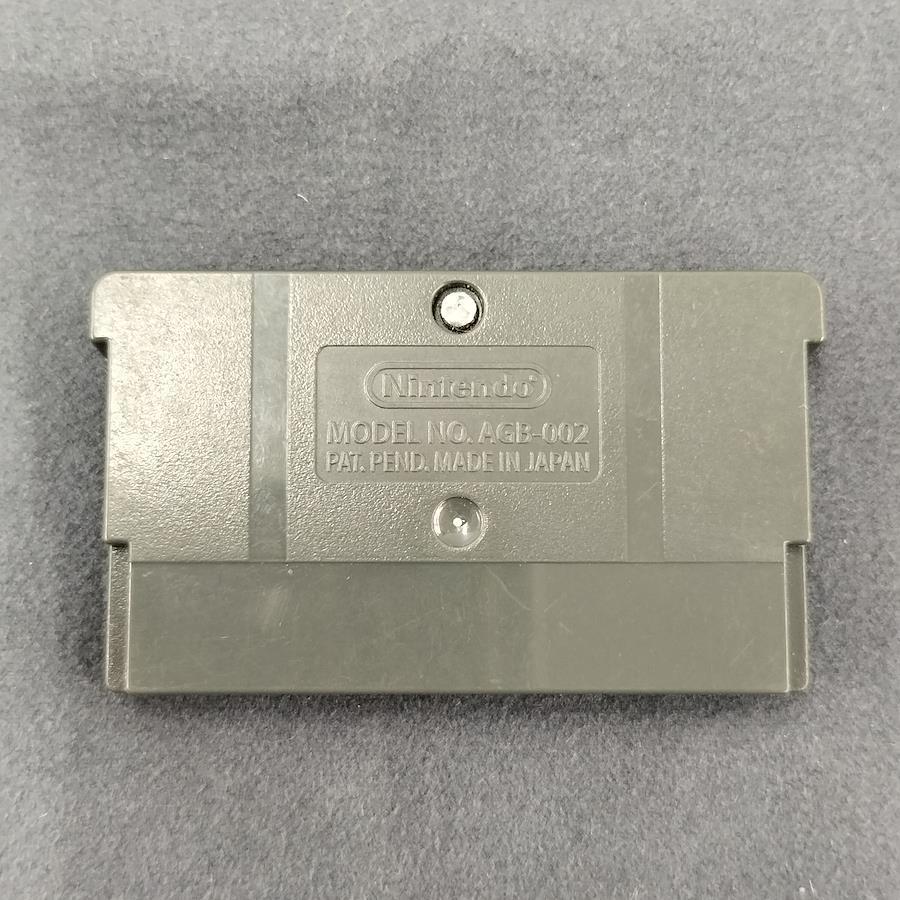 Nintendo
MODEL NO. AGB-002
PAT. PEND. MADE IN JAPAN